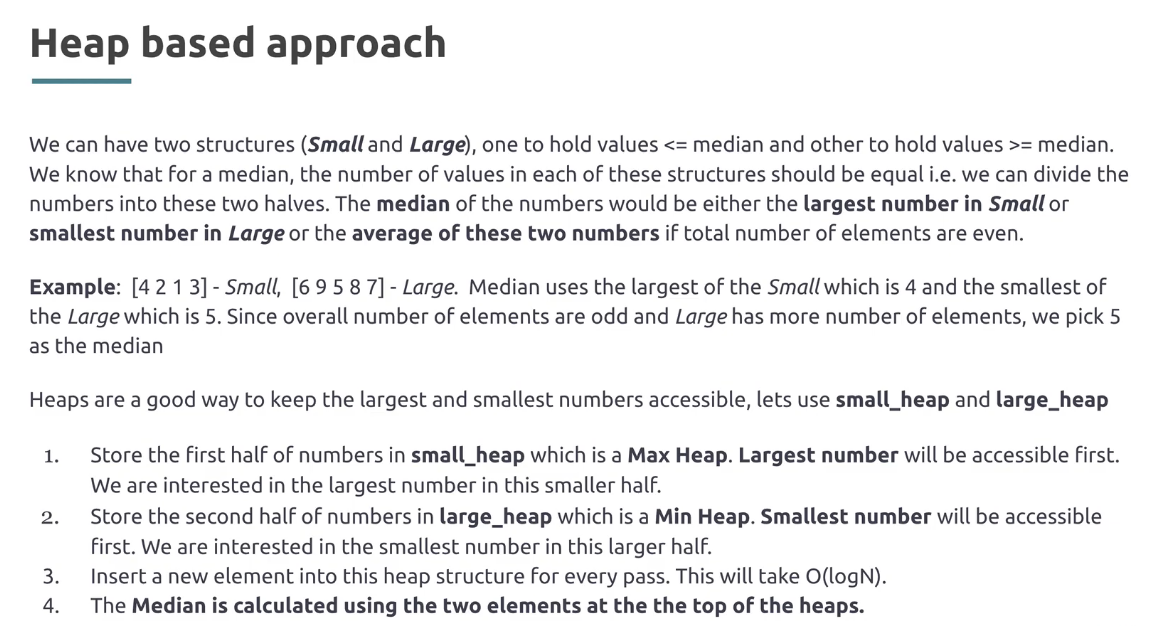 Heap based approach
We can have two structures (Small and Large), one to hold values <= median and other to hold values >= median.
We know that for a median, the number of values in each of these structures should be equal i.e. we can divide the
numbers into these two halves. The median of the numbers would be either the largest number in Small or
smallest number in Large or the average of these two numbers if total number of elements are even.
Example: [4 2 1 3] - Small, [6 9 5 8 7] - Large. Median uses the largest of the Small which is 4 and the smallest of
the Large which is 5. Since overall number of elements are odd and Large has more number of elements, we pick 5
as the median
Heaps are a good way to keep the largest and smallest numbers accessible, lets use small_heap and large_heap
1. Store the first half of numbers in small_heap which is a Max Heap. Largest number will be accessible first.
We are interested in the largest number in this smaller half.
2. Store the second half of numbers in large_heap which is a Min Heap. Smallest number will be accessible
first. We are interested in the smallest number in this larger half.
3. Insert a new element into this heap structure for every pass. This will take O(logN).
4. The Median is calculated using the two elements at the the top of the heaps.